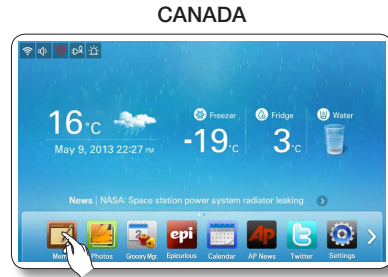 CANADA
Freezer
Fridge
Water
16°C
-19°C
3°C
May 9, 2013 22:27 PM
News | NASA: Space station power system radiator leaking
epi
AP
Photos
Grocery Mgr.
Epicurious
Calendar
AP News
Twitter
Settings